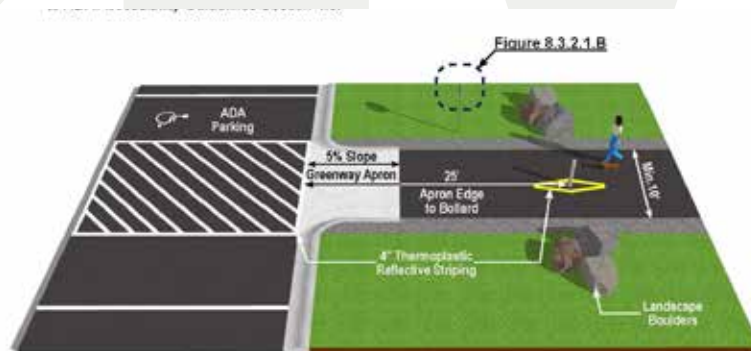 Figure 8.3.2.1.B
ADA
Parking
5% Slope
Greenway Apron
25'
Apron Edge
to Bollard
Min.10'
4" Thermoplastic
Reflective Striping
Landscape
Boulders